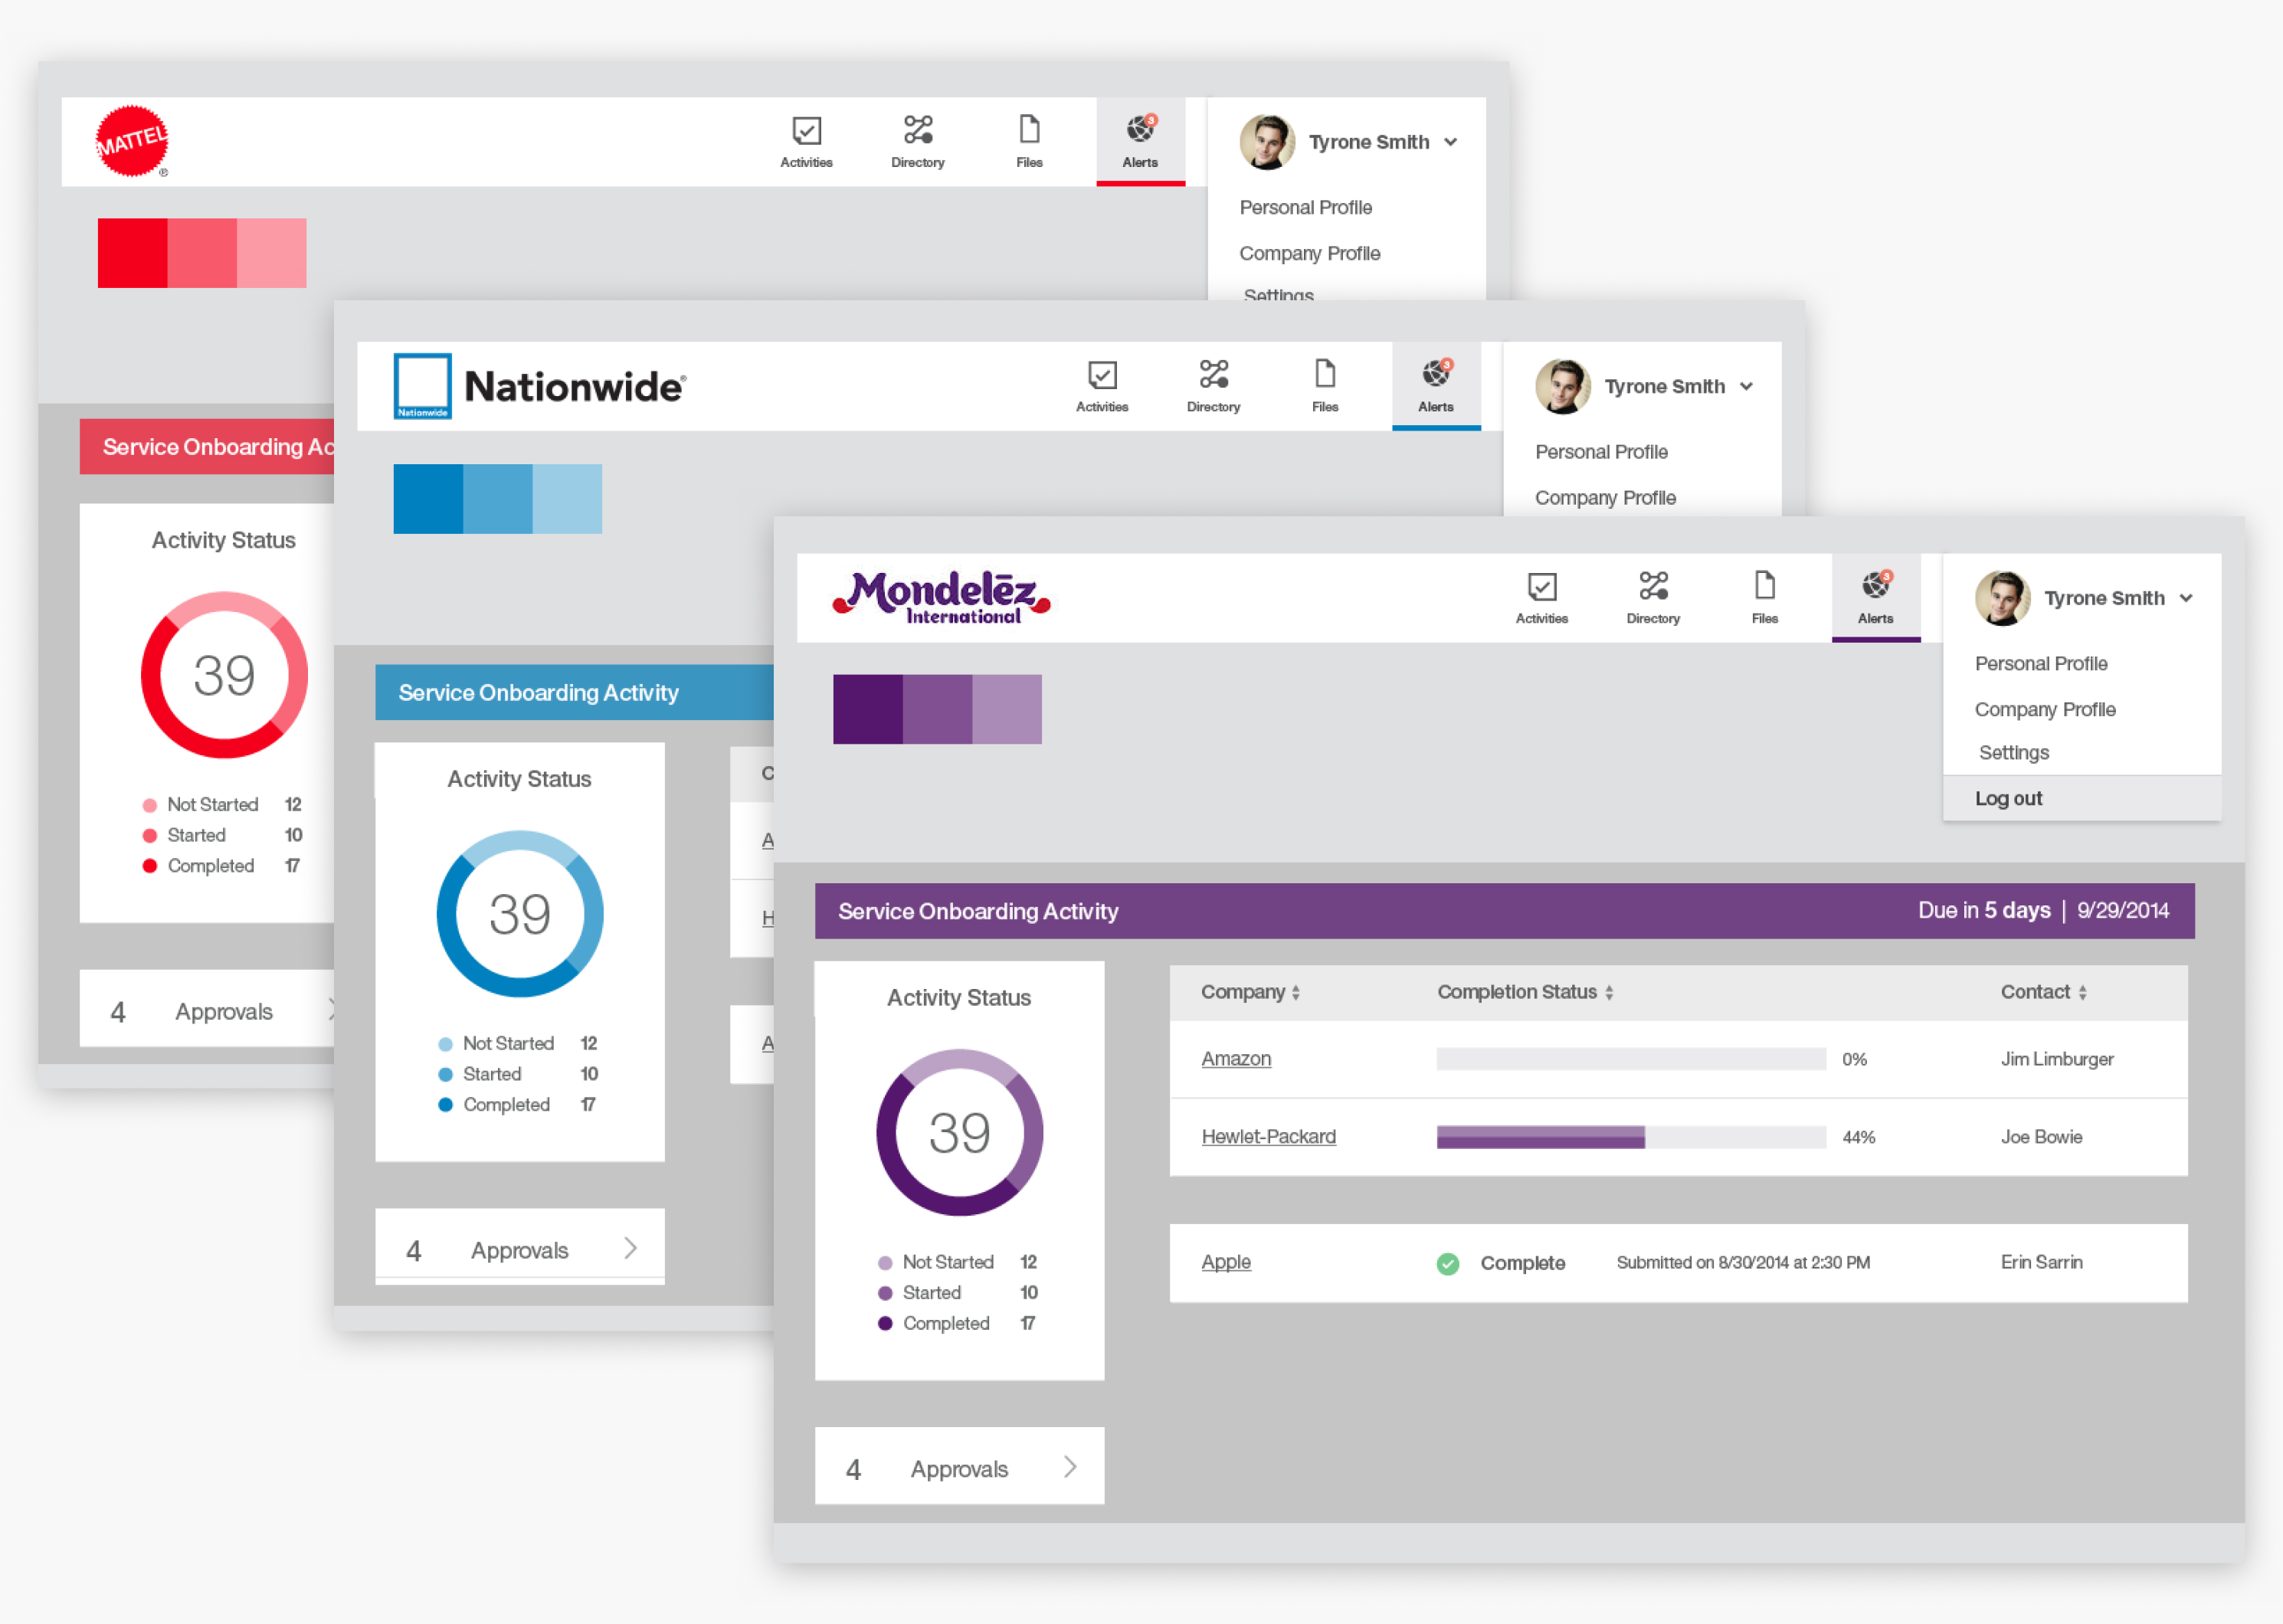 MATTEL
®
Activities
Directory
Files
3
Alerts
Tyrone Smith
Personal Profile
Company Profile
Settings
Service Onboarding Ac
Activity Status
39
Not Started 12
Started 10
Completed 17
4 Approvals
Nationwide
Nationwide®
Activities
Directory
Files
3
Alerts
Tyrone Smith
Personal Profile
Company Profile
Service Onboarding Activity
Activity Status
39
Not Started 12
Started 10
Completed 17
4 Approvals
C
A
H
A
Mondelēz
International
Activities
Directory
Files
3
Alerts
Tyrone Smith
Personal Profile
Company Profile
Settings
Log out
Service Onboarding Activity Due in 5 days | 9/29/2014
Activity Status
39
Not Started 12
Started 10
Completed 17
4 Approvals
Company Completion Status Contact
Amazon 0% Jim Limburger
Hewlet-Packard 44% Joe Bowie
Apple Complete Submitted on 8/30/2014 at 2:30 PM Erin Sarrin